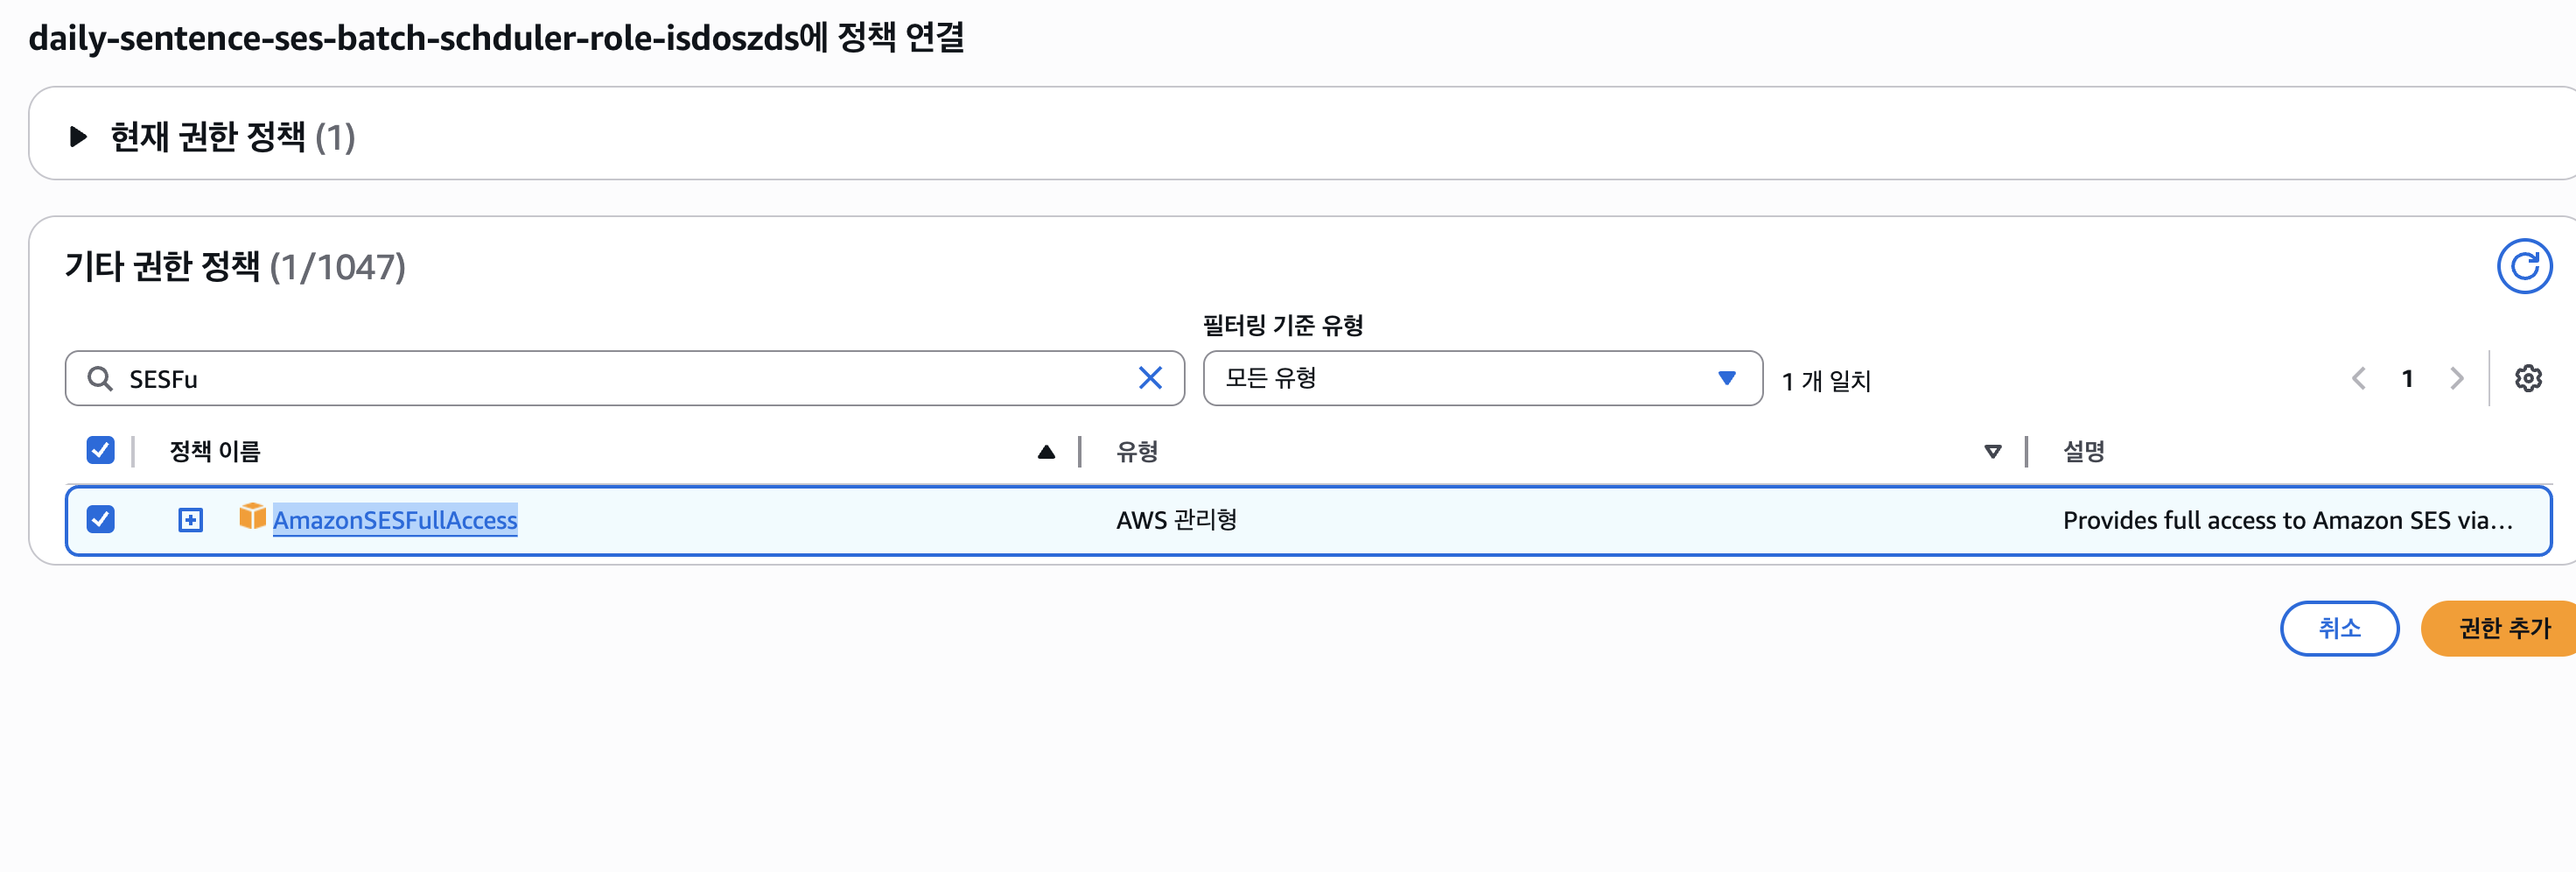 daily-sentence-ses-batch-schduler-role-isdoszds에 정책 연결
현재 권한 정책 (1)
기타 권한 정책 (1/1047)
필터링 기준 유형
SESFu
모든 유형
1 개 일치
1
정책 이름
유형
설명
AmazonSESFullAccess
AWS 관리형
Provides full access to Amazon SES via...
취소
권한 추가